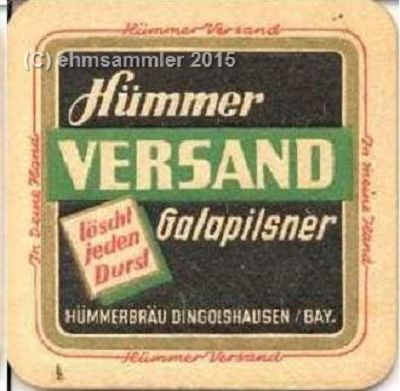 Hümmer Versand
(C) ehmsammler 2015
Hümmer
VERSAND
Galapilsner
löscht
jeden
Durst
HÜMMERBRÄU DINGOLSHAUSEN / BAY.
In Deine Hand
In meine Hand
Hümmer Versand